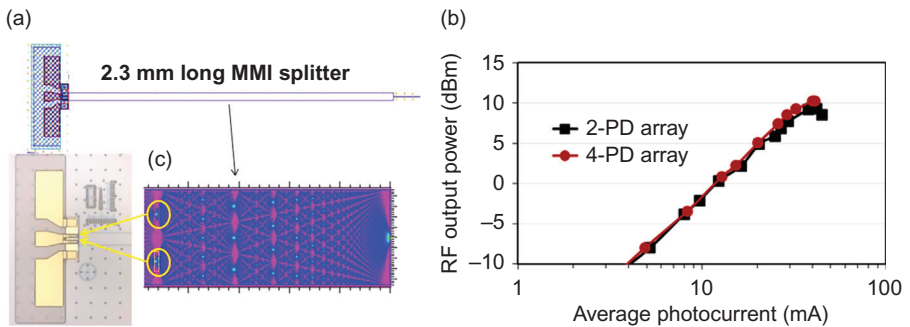 (a)
2.3 mm long MMI splitter
(c)
(b)
15
10
5
0
−5
−10
RF output power (dBm)
2-PD array
4-PD array
1
10
100
Average photocurrent (mA)